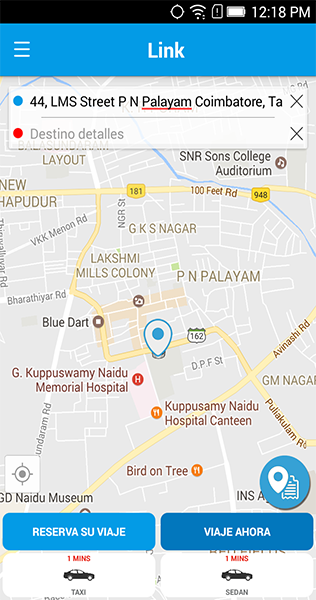 12:18 PM
Link
44, LMS Street P N Palayam Coimbatore, Ta
Destino detalles
LAYOUT
SNR Sons College
Auditorium
NEW
HAPUDUR
181
100 Feet Rd
948
NGR St
VKK Menon Rd
G K S NAGAR
LAKSHMI
MILLS COLONY
P N PALAYAM
Bharathiyar Rd
Blue Dart
162
Avinashi Rd
D.P.F St
G. Kuppuswamy Naidu
Memorial Hospital
H
GM NAGAR
Kuppusamy Naidu
Hospital Canteen
Puliakulam Rd
Bird on Tree
GD Naidu Museum
INS A
RESERVA SU VIAJE
VIAJE AHORA
1 MINS
TAXI
1 MINS
SEDAN